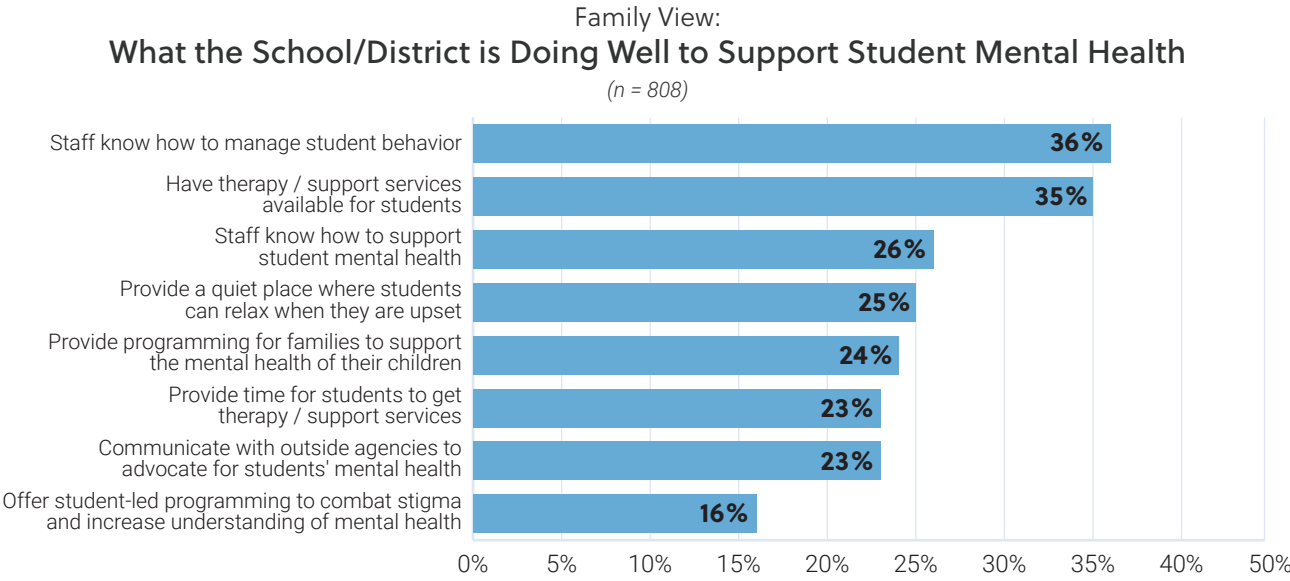 Family View:
What the School/District is Doing Well to Support Student Mental Health
(n = 808)
Staff know how to manage student behavior
36%
Have therapy / support services
available for students
35%
Staff know how to support
student mental health
26%
Provide a quiet place where students
can relax when they are upset
25%
Provide programming for families to support
the mental health of their children
24%
Provide time for students to get
therapy / support services
23%
Communicate with outside agencies to
advocate for students' mental health
23%
Offer student-led programming to combat stigma
and increase understanding of mental health
16%
0% 5% 10% 15% 20% 25% 30% 35% 40% 50%